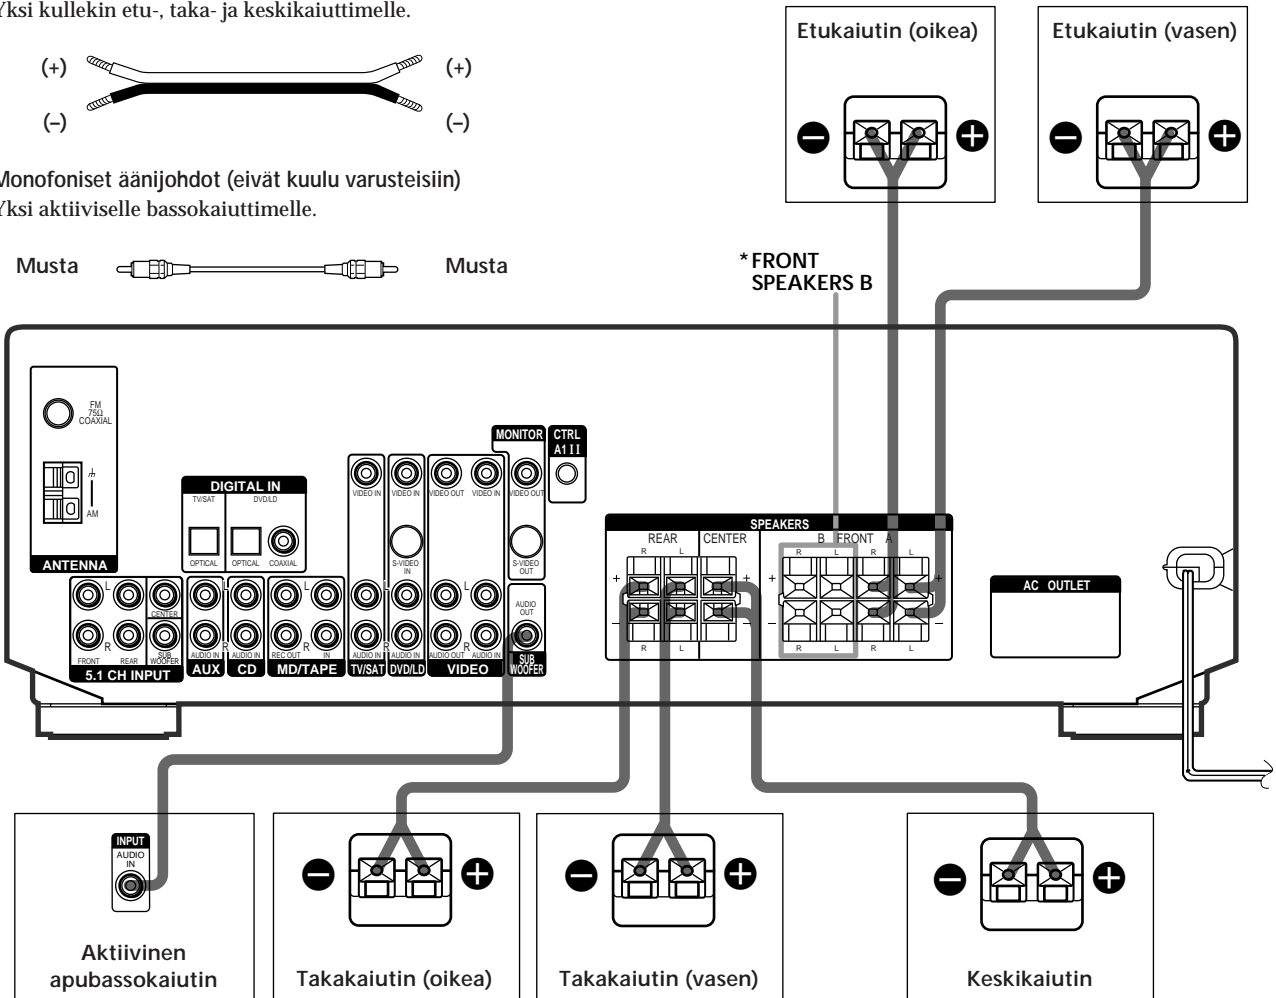 Yksi kullekin etu-, taka- ja keskikaiuttimelle.
(+) (+)
(–) (–)
Monofoniset äänijohdot (eivät kuulu varusteisiin)
Yksi aktiiviselle bassokaiuttimelle.
Musta Musta
Etukaiutin (oikea)
Etukaiutin (vasen)
*FRONT
SPEAKERS B
FM
75Ω
COAXIAL
AM
ANTENNA
DIGITAL IN
TV/SAT DVD/LD
OPTICAL OPTICAL COAXIAL
MONITOR
CTRL
A1 II
VIDEO IN VIDEO IN VIDEO OUT VIDEO IN VIDEO OUT
S-VIDEO
IN
S-VIDEO
OUT
AUDIO
OUT
SUB
WOOFER
L L L L
CENTER
R R R R
FRONT REAR SUB
WOOFER
AUDIO IN AUDIO IN REC OUT IN AUDIO IN AUDIO IN AUDIO OUT AUDIO IN
5.1 CH INPUT AUX CD MD/TAPE TV/SAT DVD/LD VIDEO
SPEAKERS
REAR CENTER B FRONT A
R L R L R L
+ + + +
– – – –
R L R L R L
AC OUTLET
INPUT
AUDIO
IN
Aktiivinen
apubassokaiutin
Takakaiutin (oikea)
Takakaiutin (vasen)
Keskikaiutin